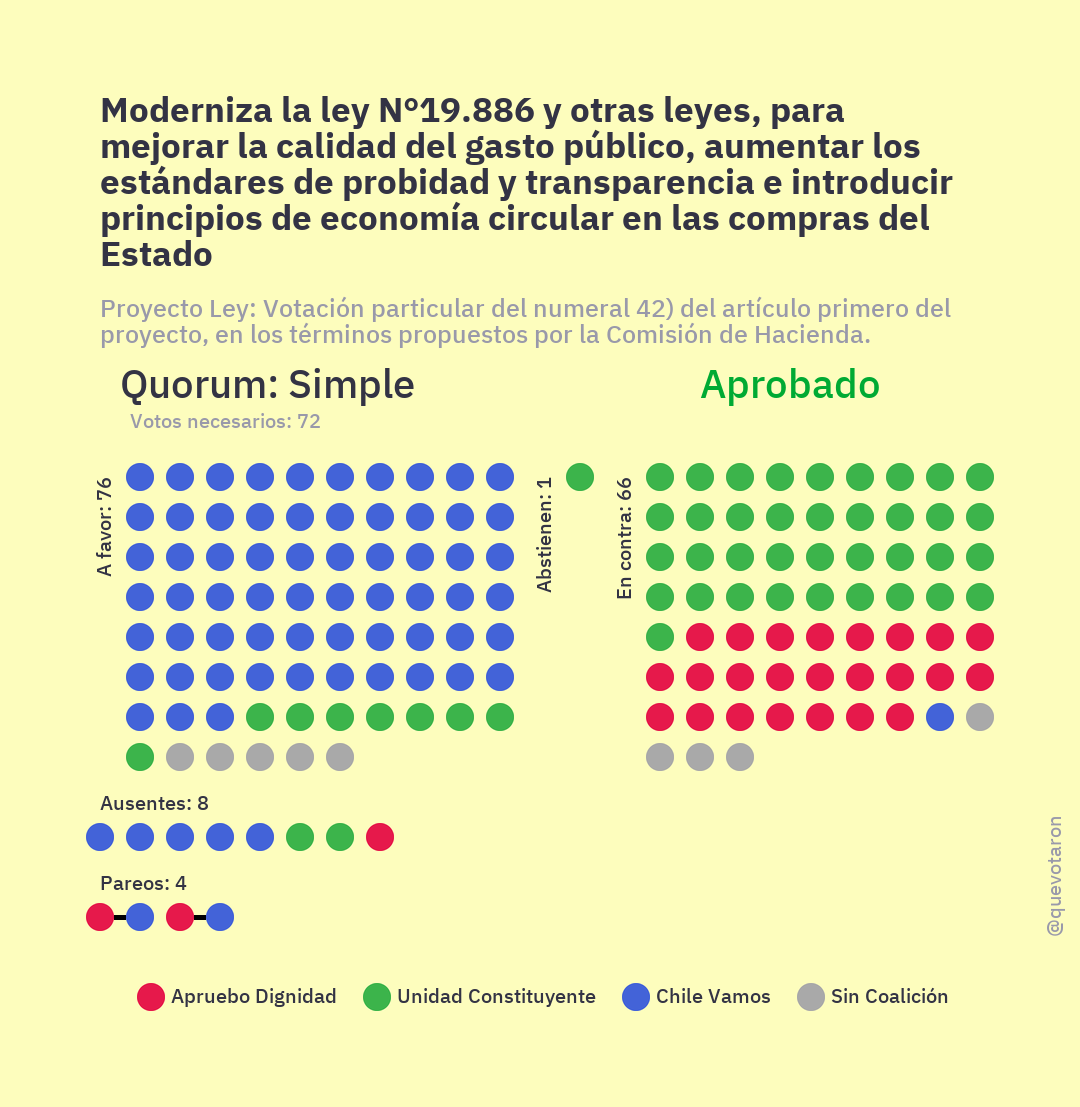 Moderniza la ley N°19.886 y otras leyes, para
mejorar la calidad del gasto público, aumentar los
estándares de probidad y transparencia e introducir
principios de economía circular en las compras del
Estado
Proyecto Ley: Votación particular del numeral 42) del artículo primero del
proyecto, en los términos propuestos por la Comisión de Hacienda.
Quorum: Simple
Aprobado
Votos necesarios: 72
A favor: 76
Abstienen: 1
En contra: 66
Ausentes: 8
Pareos: 4
@quevotaron
Apruebo Dignidad
Unidad Constituyente
Chile Vamos
Sin Coalición